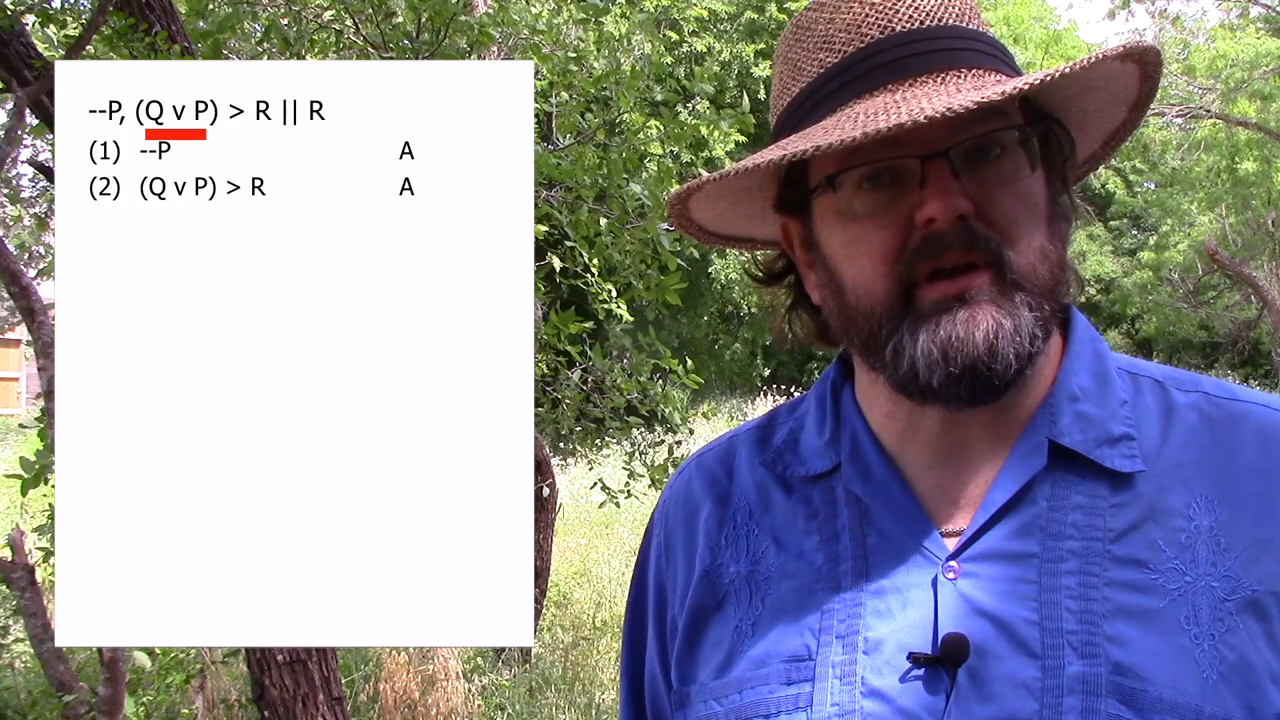 --P, (Q v P) > R || R
(1) --P A
(2) (Q v P) > R A